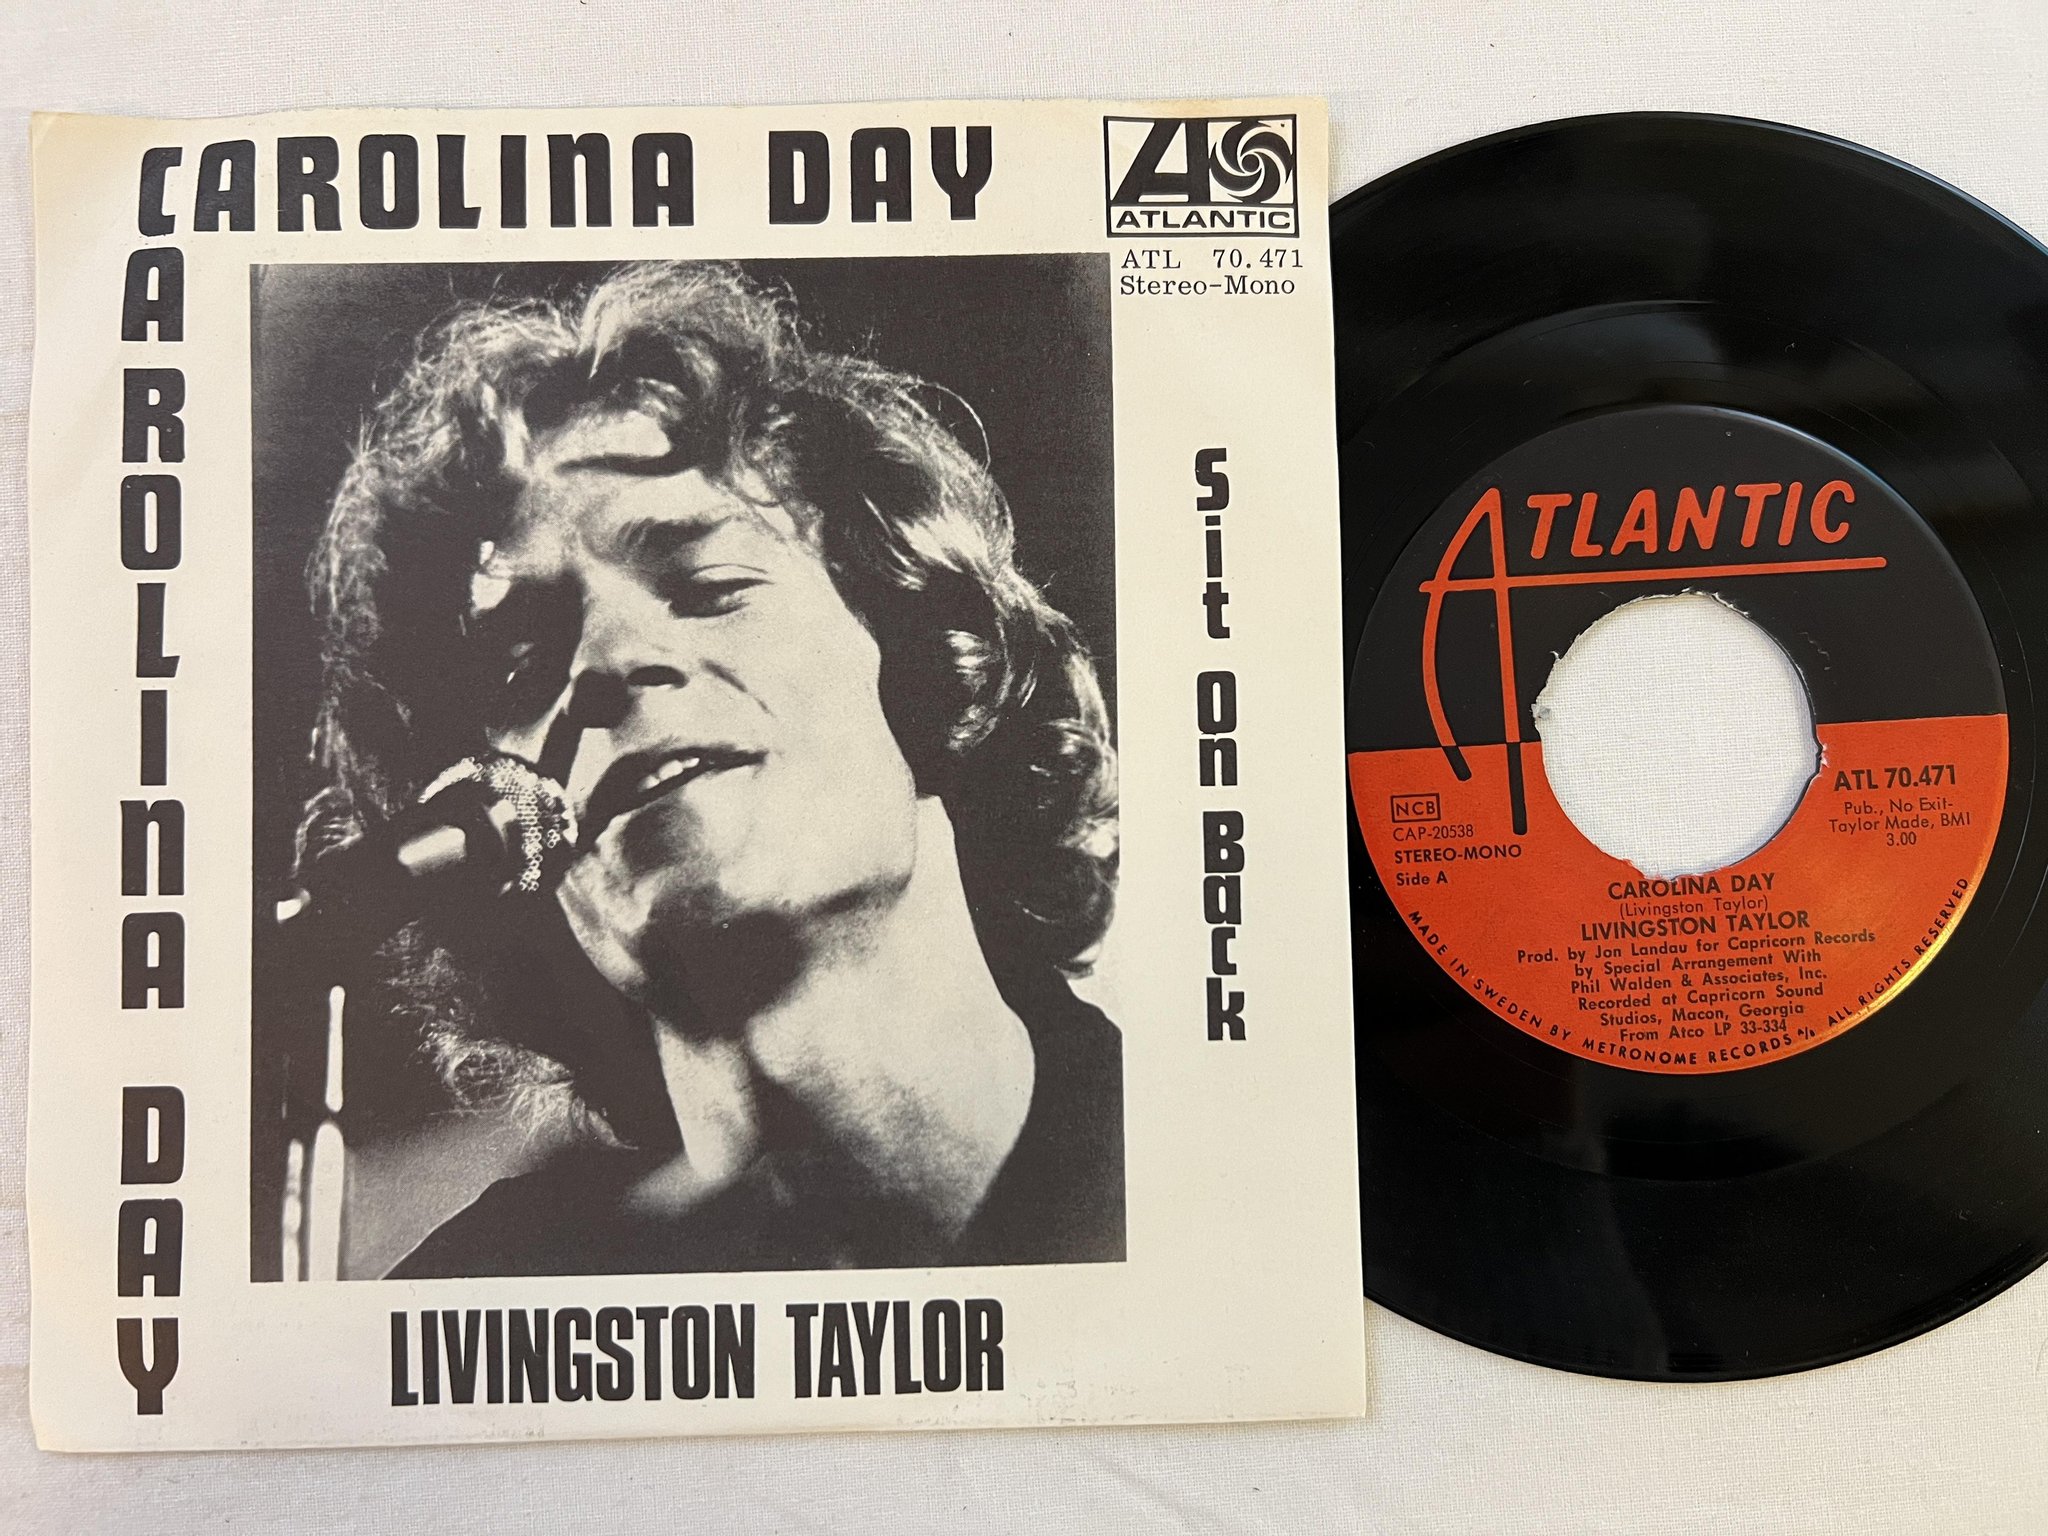 CAROLINA DAY
CAROLINA DAY
ATLANTIC
ATL 70.471
Stereo-Mono
Sit on Back
LIVINGSTON TAYLOR
ATLANTIC
ATL 70.471
Pub., No Exit-
Taylor Made, BMI
3.00
NCB
CAP-20538
STEREO-MONO
Side A
CAROLINA DAY
(Livingston Taylor)
LIVINGSTON TAYLOR
Prod. by Jon Landau for Capricorn Records
by Special Arrangement With
Phil Walden & Associates, Inc.
Recorded at Capricorn Sound
Studios, Macon, Georgia
From Atco LP 33-334
MADE IN SWEDEN BY METRONOME RECORDS A/B ALL RIGHTS RESERVED